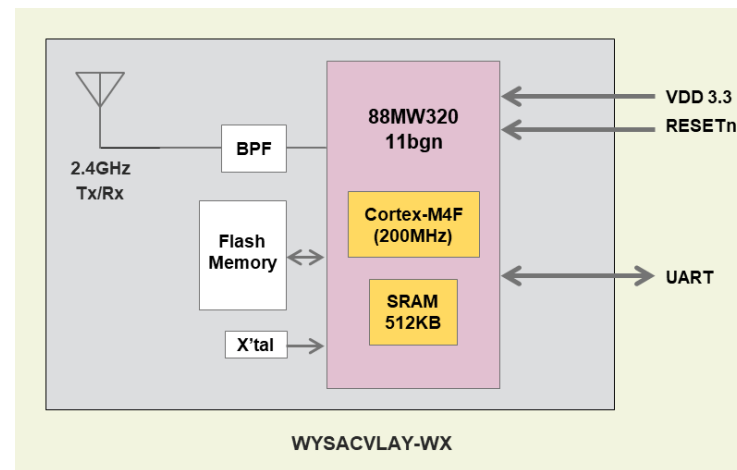 88MW320
11bgn
VDD 3.3
RESETn
BPF
2.4GHz
Tx/Rx
Cortex-M4F
(200MHz)
Flash
Memory
UART
SRAM
512KB
X’tal
WYSACVLAY-WX